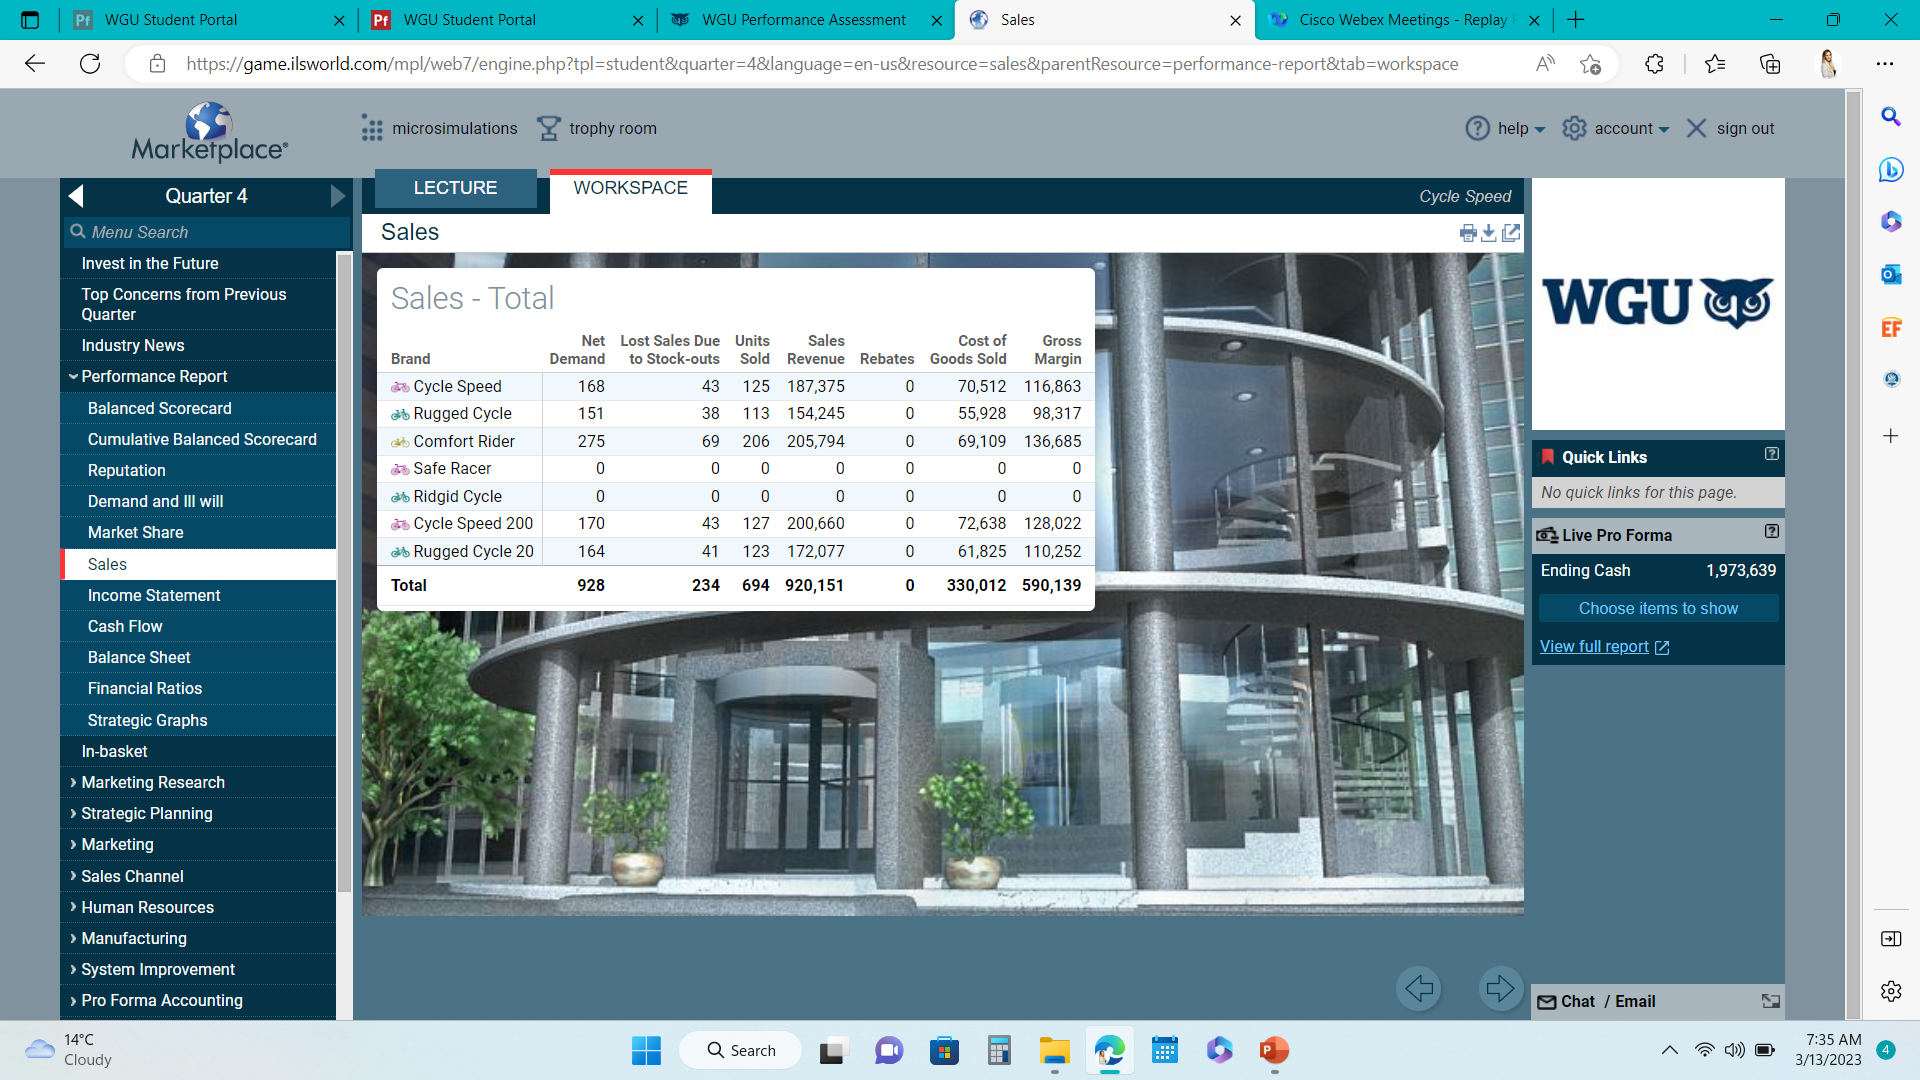 WGU Student Portal
WGU Student Portal
WGU Performance Assessment
Sales
Cisco Webex Meetings - Replay
https://game.ilsworld.com/mpl/web7/engine.php?tpl=student&quarter=4&language=en-us&resource=sales&parentResource=performance-report&tab=workspace
Marketplace®
microsimulations
trophy room
help
account
sign out
Quarter 4
LECTURE
WORKSPACE
Cycle Speed
Menu Search
Sales
Invest in the Future
Top Concerns from Previous
Quarter
Industry News
Performance Report
Balanced Scorecard
Cumulative Balanced Scorecard
Reputation
Demand and Ill will
Market Share
Sales
Income Statement
Cash Flow
Balance Sheet
Financial Ratios
Strategic Graphs
In-basket
Marketing Research
Strategic Planning
Marketing
Sales Channel
Human Resources
Manufacturing
System Improvement
Pro Forma Accounting
Sales - Total
Brand Net Demand Lost Sales Due to Stock-outs Units Sold Sales Revenue Rebates Cost of Goods Sold Gross Margin
Cycle Speed 168 43 125 187,375 0 70,512 116,863
Rugged Cycle 151 38 113 154,245 0 55,928 98,317
Comfort Rider 275 69 206 205,794 0 69,109 136,685
Safe Racer 0 0 0 0 0 0 0
Ridgid Cycle 0 0 0 0 0 0 0
Cycle Speed 200 170 43 127 200,660 0 72,638 128,022
Rugged Cycle 20 164 41 123 172,077 0 61,825 110,252
Total 928 234 694 920,151 0 330,012 590,139
WGU
Quick Links
No quick links for this page.
Live Pro Forma
Ending Cash 1,973,639
Choose items to show
View full report
Chat / Email
EF
14°C
Cloudy
Search
7:35 AM
3/13/2023
4